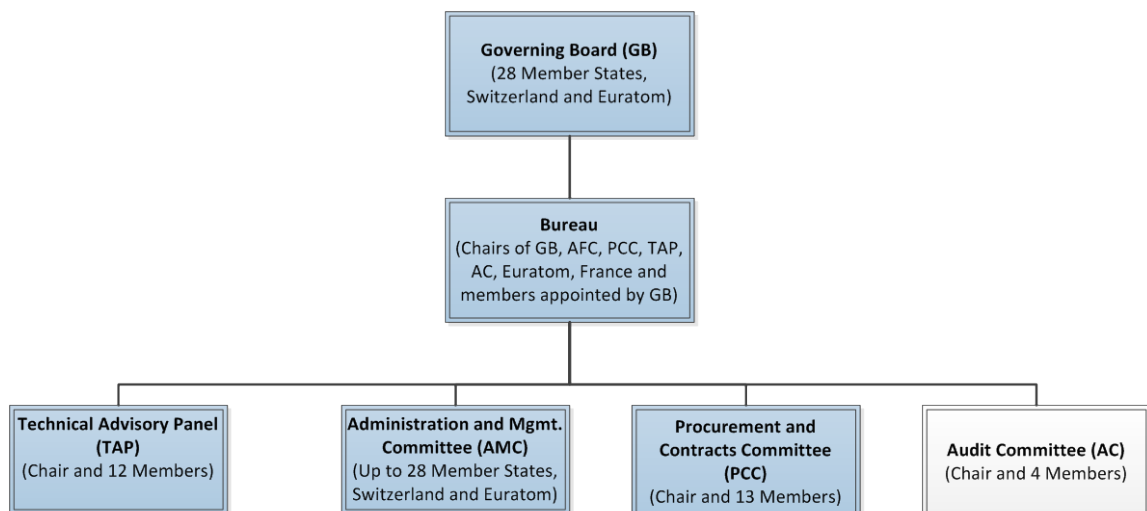 Governing Board (GB)
(28 Member States,
Switzerland and Euratom)
Bureau
(Chairs of GB, AFC, PCC, TAP,
AC, Euratom, France and
members appointed by GB)
Technical Advisory Panel
(TAP)
(Chair and 12 Members)
Administration and Mgmt.
Committee (AMC)
(Up to 28 Member States,
Switzerland and Euratom)
Procurement and
Contracts Committee
(PCC)
(Chair and 13 Members)
Audit Committee (AC)
(Chair and 4 Members)